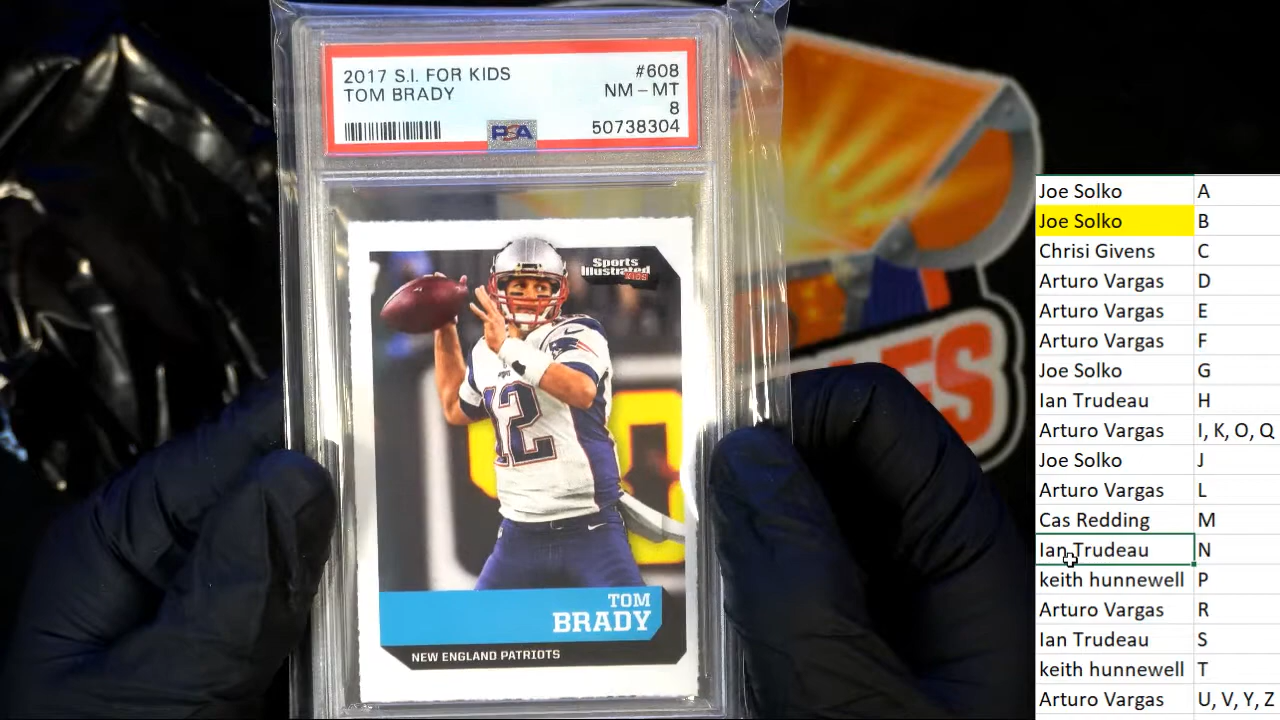 2017 S.I. FOR KIDS #608
TOM BRADY NM - MT
8
PSA 50738304
Sports
Illustrated
KIDS
12
TOM
BRADY
NEW ENGLAND PATRIOTS
Joe Solko A
Joe Solko B
Chrisi Givens C
Arturo Vargas D
Arturo Vargas E
Arturo Vargas F
Joe Solko G
Ian Trudeau H
Arturo Vargas I, K, O, Q
Joe Solko J
Arturo Vargas L
Cas Redding M
Ian Trudeau N
keith hunnewell P
Arturo Vargas R
Ian Trudeau S
keith hunnewell T
Arturo Vargas U, V, Y, Z